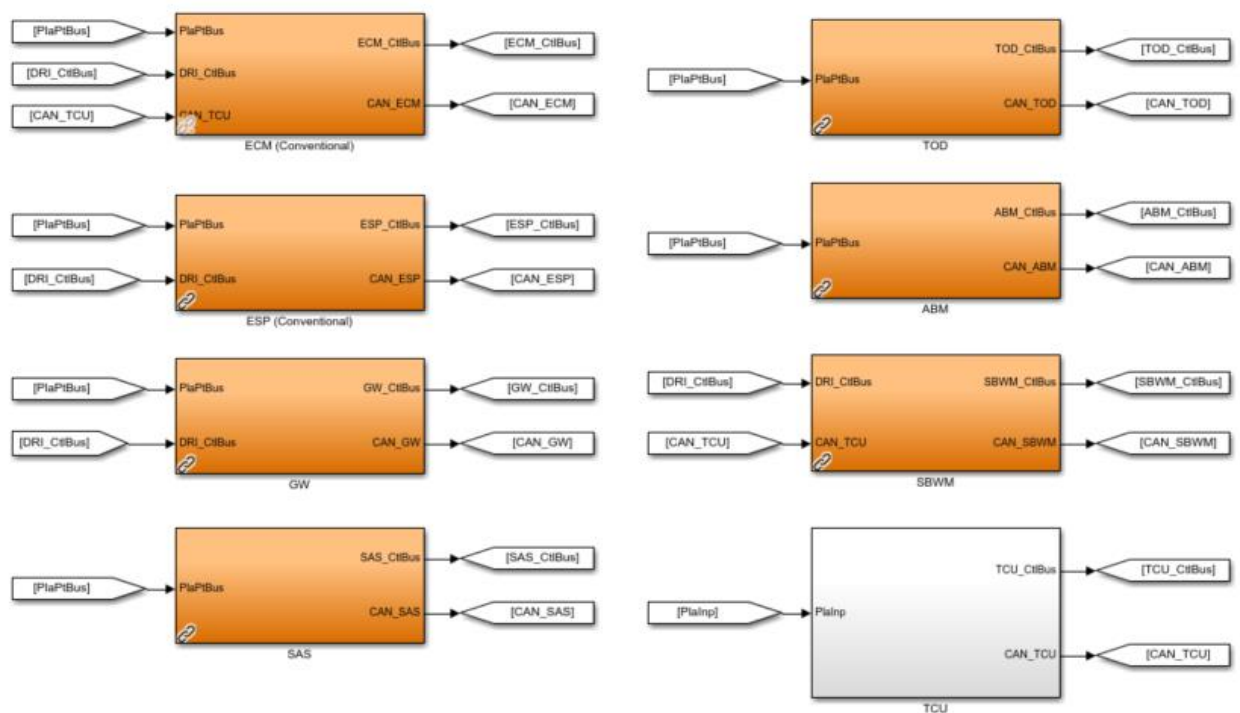 [PlaPtBus]
PlaPtBus
ECM_CtlBus
[ECM_CtlBus]
[DRI_CtlBus]
DRI_CtlBus
[CAN_TCU]
CAN_TCU
CAN_ECM
[CAN_ECM]
ECM (Conventional)
[PlaPtBus]
PlaPtBus
TOD_CtlBus
[TOD_CtlBus]
CAN_TOD
[CAN_TOD]
TOD
[PlaPtBus]
PlaPtBus
ESP_CtlBus
[ESP_CtlBus]
[DRI_CtlBus]
DRI_CtlBus
CAN_ESP
[CAN_ESP]
ESP (Conventional)
[PlaPtBus]
PlaPtBus
ABM_CtlBus
[ABM_CtlBus]
CAN_ABM
[CAN_ABM]
ABM
[PlaPtBus]
PlaPtBus
GW_CtlBus
[GW_CtlBus]
[DRI_CtlBus]
DRI_CtlBus
CAN_GW
[CAN_GW]
GW
[DRI_CtlBus]
DRI_CtlBus
SBWM_CtlBus
[SBWM_CtlBus]
[CAN_TCU]
CAN_TCU
CAN_SBWM
[CAN_SBWM]
SBWM
[PlaPtBus]
PlaPtBus
SAS_CtlBus
[SAS_CtlBus]
CAN_SAS
[CAN_SAS]
SAS
[PlaInp]
PlaInp
TCU_CtlBus
[TCU_CtlBus]
CAN_TCU
[CAN_TCU]
TCU